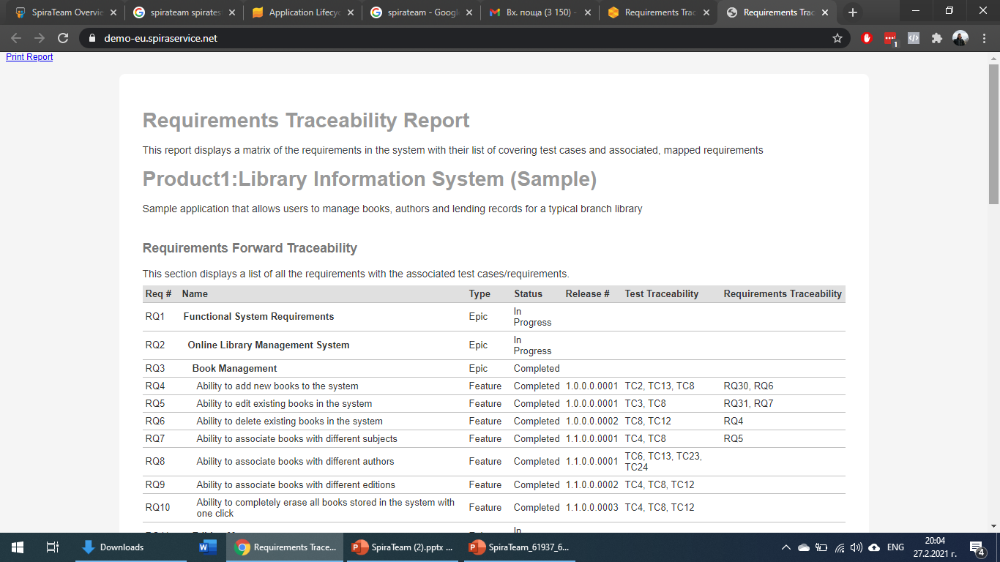 SpiraTeam Overvie
spirateam spirates
Application Lifecyc
spirateam - Google
Вх. поща (3 150) -
Requirements Trac
Requirements Trac
demo-eu.spiraservice.net
1
Print Report
Requirements Traceability Report
This report displays a matrix of the requirements in the system with their list of covering test cases and associated, mapped requirements
Product1:Library Information System (Sample)
Sample application that allows users to manage books, authors and lending records for a typical branch library
Requirements Forward Traceability
This section displays a list of all the requirements with the associated test cases/requirements.
Req # Name Type Status Release # Test Traceability Requirements Traceability
RQ1 Functional System Requirements Epic In Progress
RQ2 Online Library Management System Epic In Progress
RQ3 Book Management Epic Completed
RQ4 Ability to add new books to the system Feature Completed 1.0.0.0.0001 TC2, TC13, TC8 RQ30, RQ6
RQ5 Ability to edit existing books in the system Feature Completed 1.0.0.0.0001 TC3, TC8 RQ31, RQ7
RQ6 Ability to delete existing books in the system Feature Completed 1.0.0.0.0002 TC8, TC12 RQ4
RQ7 Ability to associate books with different subjects Feature Completed 1.1.0.0.0001 TC4, TC8 RQ5
RQ8 Ability to associate books with different authors Feature Completed 1.1.0.0.0001 TC6, TC13, TC23, TC24
RQ9 Ability to associate books with different editions Feature Completed 1.1.0.0.0002 TC4, TC8, TC12
RQ10 Ability to completely erase all books stored in the system with one click Feature Completed 1.1.0.0.0003 TC4, TC8, TC12
In
Downloads
Requirements Trace...
SpiraTeam (2).pptx ...
SpiraTeam_61937_6...
ENG
20:04
27.2.2021 г.
4